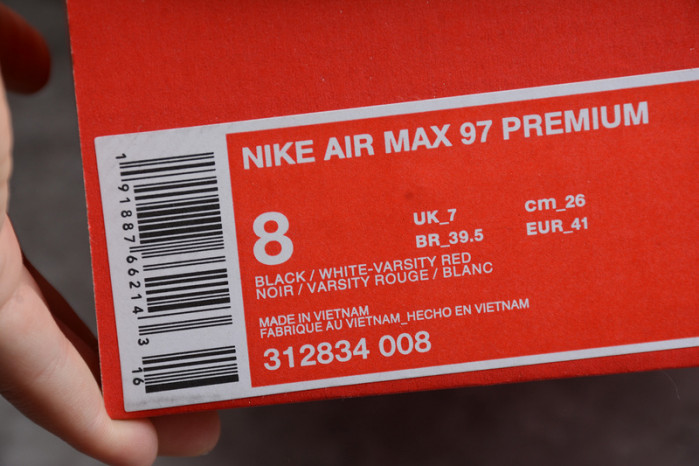 NIKE AIR MAX 97 PREMIUM
8
UK_7
cm_26
BR_39.5
EUR_41
BLACK / WHITE-VARSITY RED
NOIR / VARSITY ROUGE / BLANC
MADE IN VIETNAM
FABRIQUE AU VIETNAM_HECHO EN VIETNAM
312834 008
1 91887 66214 3 16